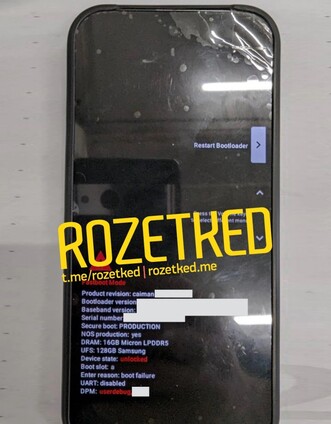 Restart Bootloader
ROZETKED
t.me/rozetked | rozetked.me
Fastboot Mode
Product revision: caiman
Bootloader version
Baseband version:
Serial number
Secure boot: PRODUCTION
NOS production: yes
DRAM: 16GB Micron LPDDR5
UFS: 128GB Samsung
Device state: unlocked
Boot slot: a
Enter reason: boot failure
UART: disabled
DPM: userdebug